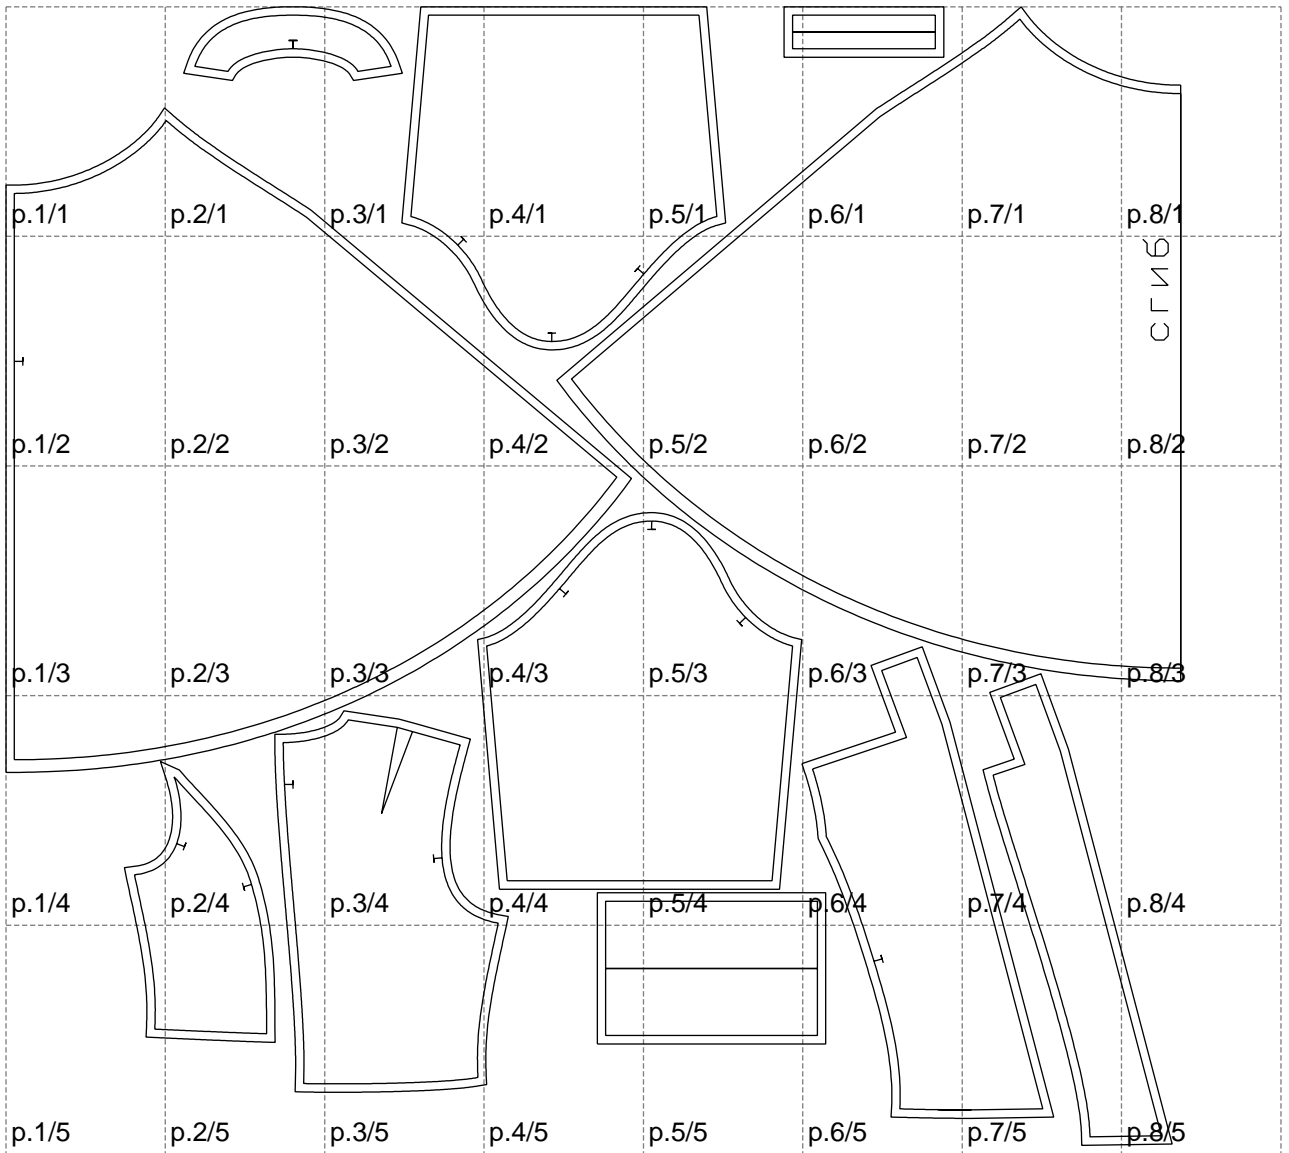 p.1/1 p.2/1 p.3/1 p.4/1 p.5/1 p.6/1 p.7/1 p.8/1
сгиб
p.1/2 p.2/2 p.3/2 p.4/2 p.5/2 p.6/2 p.7/2 p.8/2
p.1/3 p.2/3 p.3/3 p.4/3 p.5/3 p.6/3 p.7/3 p.8/3
p.1/4 p.2/4 p.3/4 p.4/4 p.5/4 p.6/4 p.7/4 p.8/4
p.1/5 p.2/5 p.3/5 p.4/5 p.5/5 p.6/5 p.7/5 p.8/5